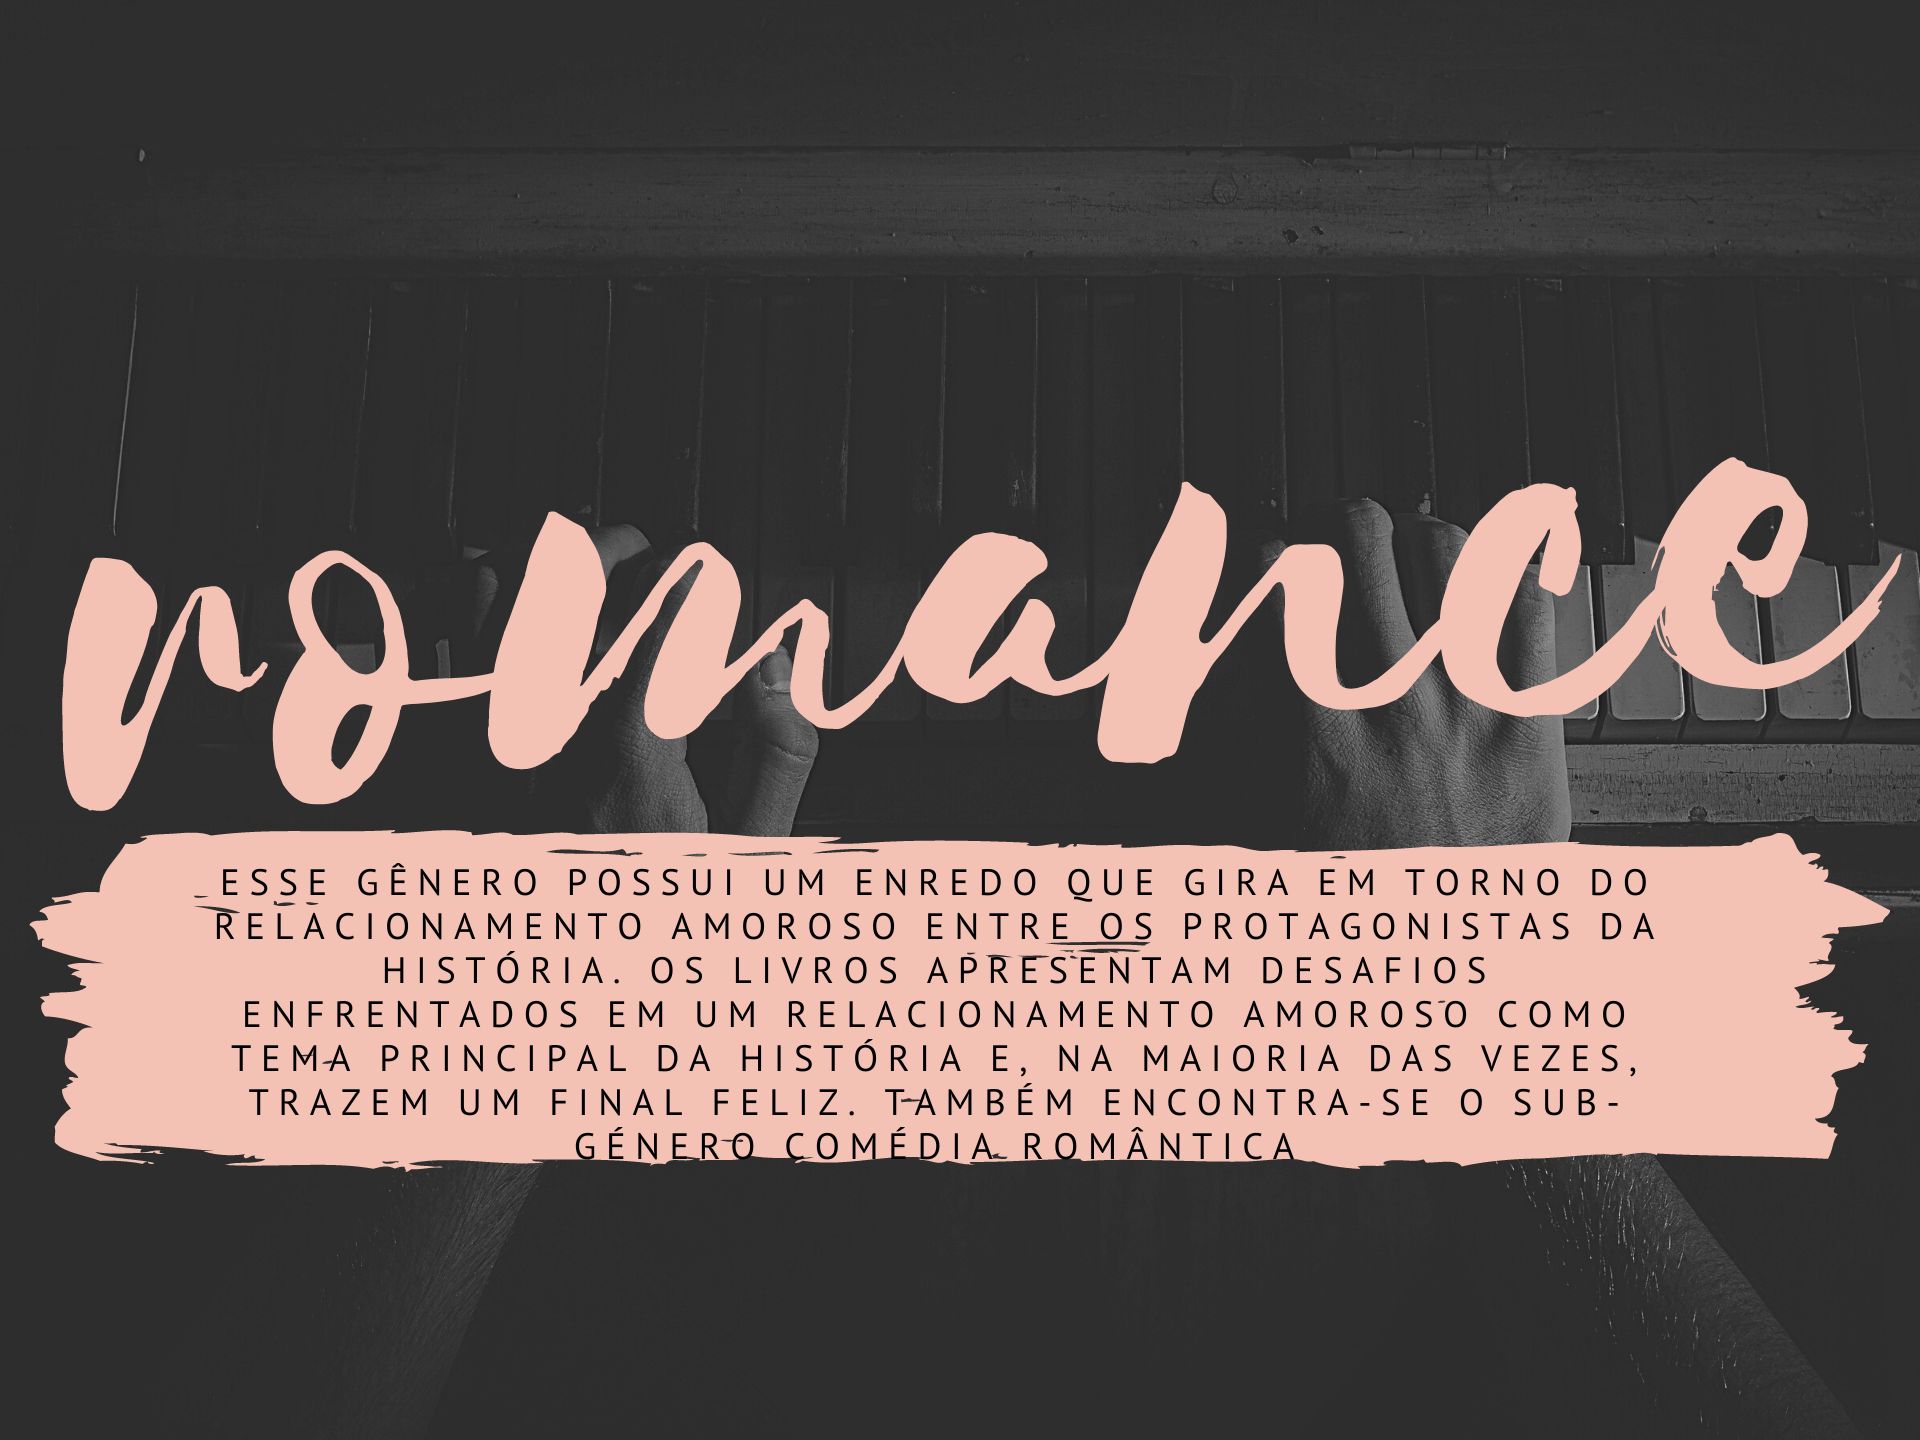 romance
ESSE GÊNERO POSSUI UM ENREDO QUE GIRA EM TORNO DO
RELACIONAMENTO AMOROSO ENTRE OS PROTAGONISTAS DA
HISTÓRIA. OS LIVROS APRESENTAM DESAFIOS
ENFRENTADOS EM UM RELACIONAMENTO AMOROSO COMO
TEMA PRINCIPAL DA HISTÓRIA E, NA MAIORIA DAS VEZES,
TRAZEM UM FINAL FELIZ. TAMBÉM ENCONTRA-SE O SUB-
GÉNERO COMÉDIA ROMÂNTICA